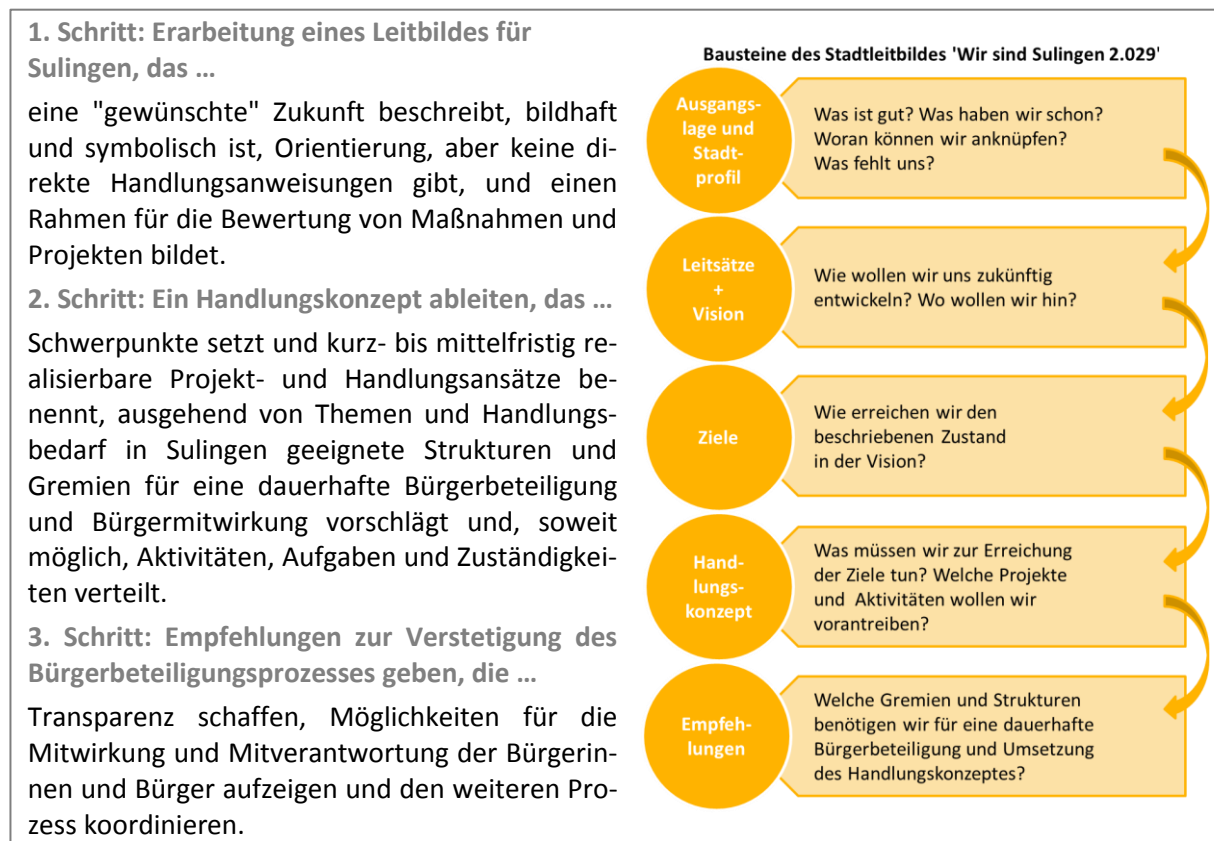 1. Schritt: Erarbeitung eines Leitbildes für
Sulingen, das …
eine "gewünschte" Zukunft beschreibt, bildhaft
und symbolisch ist, Orientierung, aber keine di-
rekte Handlungsanweisungen gibt, und einen
Rahmen für die Bewertung von Maßnahmen und
Projekten bildet.
2. Schritt: Ein Handlungskonzept ableiten, das …
Schwerpunkte setzt und kurz- bis mittelfristig re-
alisierbare Projekt- und Handlungsansätze be-
nennt, ausgehend von Themen und Handlungs-
bedarf in Sulingen geeignete Strukturen und
Gremien für eine dauerhafte Bürgerbeteiligung
und Bürgermitwirkung vorschlägt und, soweit
möglich, Aktivitäten, Aufgaben und Zuständigkei-
ten verteilt.
3. Schritt: Empfehlungen zur Verstetigung des
Bürgerbeteiligungsprozesses geben, die …
Transparenz schaffen, Möglichkeiten für die
Mitwirkung und Mitverantwortung der Bürgerin-
nen und Bürger aufzeigen und den weiteren Pro-
zess koordinieren.
Bausteine des Stadtleitbildes 'Wir sind Sulingen 2.029'
Ausgangs-
lage und
Stadt-
profil
Was ist gut? Was haben wir schon?
Woran können wir anknüpfen?
Was fehlt uns?
Leitsätze
+
Vision
Wie wollen wir uns zukünftig
entwickeln? Wo wollen wir hin?
Ziele
Wie erreichen wir den
beschriebenen Zustand
in der Vision?
Hand-
lungs-
konzept
Was müssen wir zur Erreichung
der Ziele tun? Welche Projekte
und Aktivitäten wollen wir
vorantreiben?
Empfeh-
lungen
Welche Gremien und Strukturen
benötigen wir für eine dauerhafte
Bürgerbeteiligung und Umsetzung
des Handlungskonzeptes?